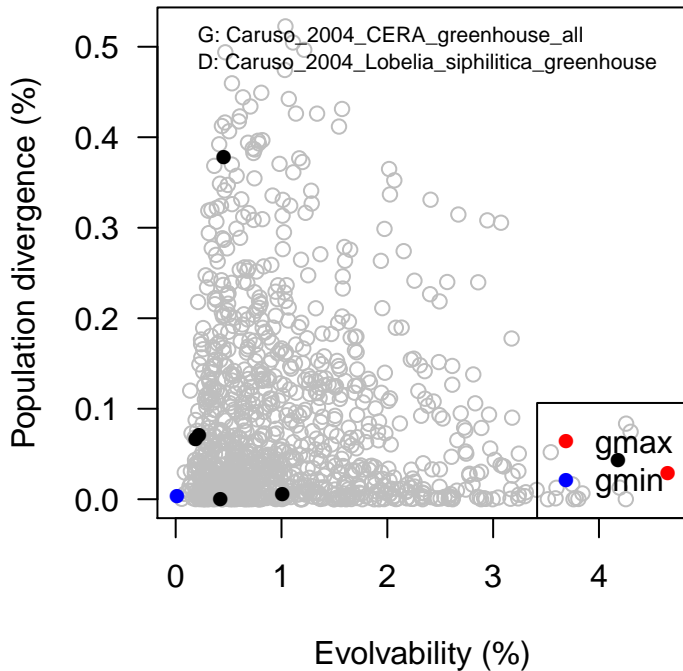 G: Caruso_2004_CERA_greenhouse_all
D: Caruso_2004_Lobelia_siphilitica_greenhouse
Population divergence (%)
0.5
0.4
0.3
0.2
0.1
0.0
gmax
gmin
0 1 2 3 4
Evolvability (%)